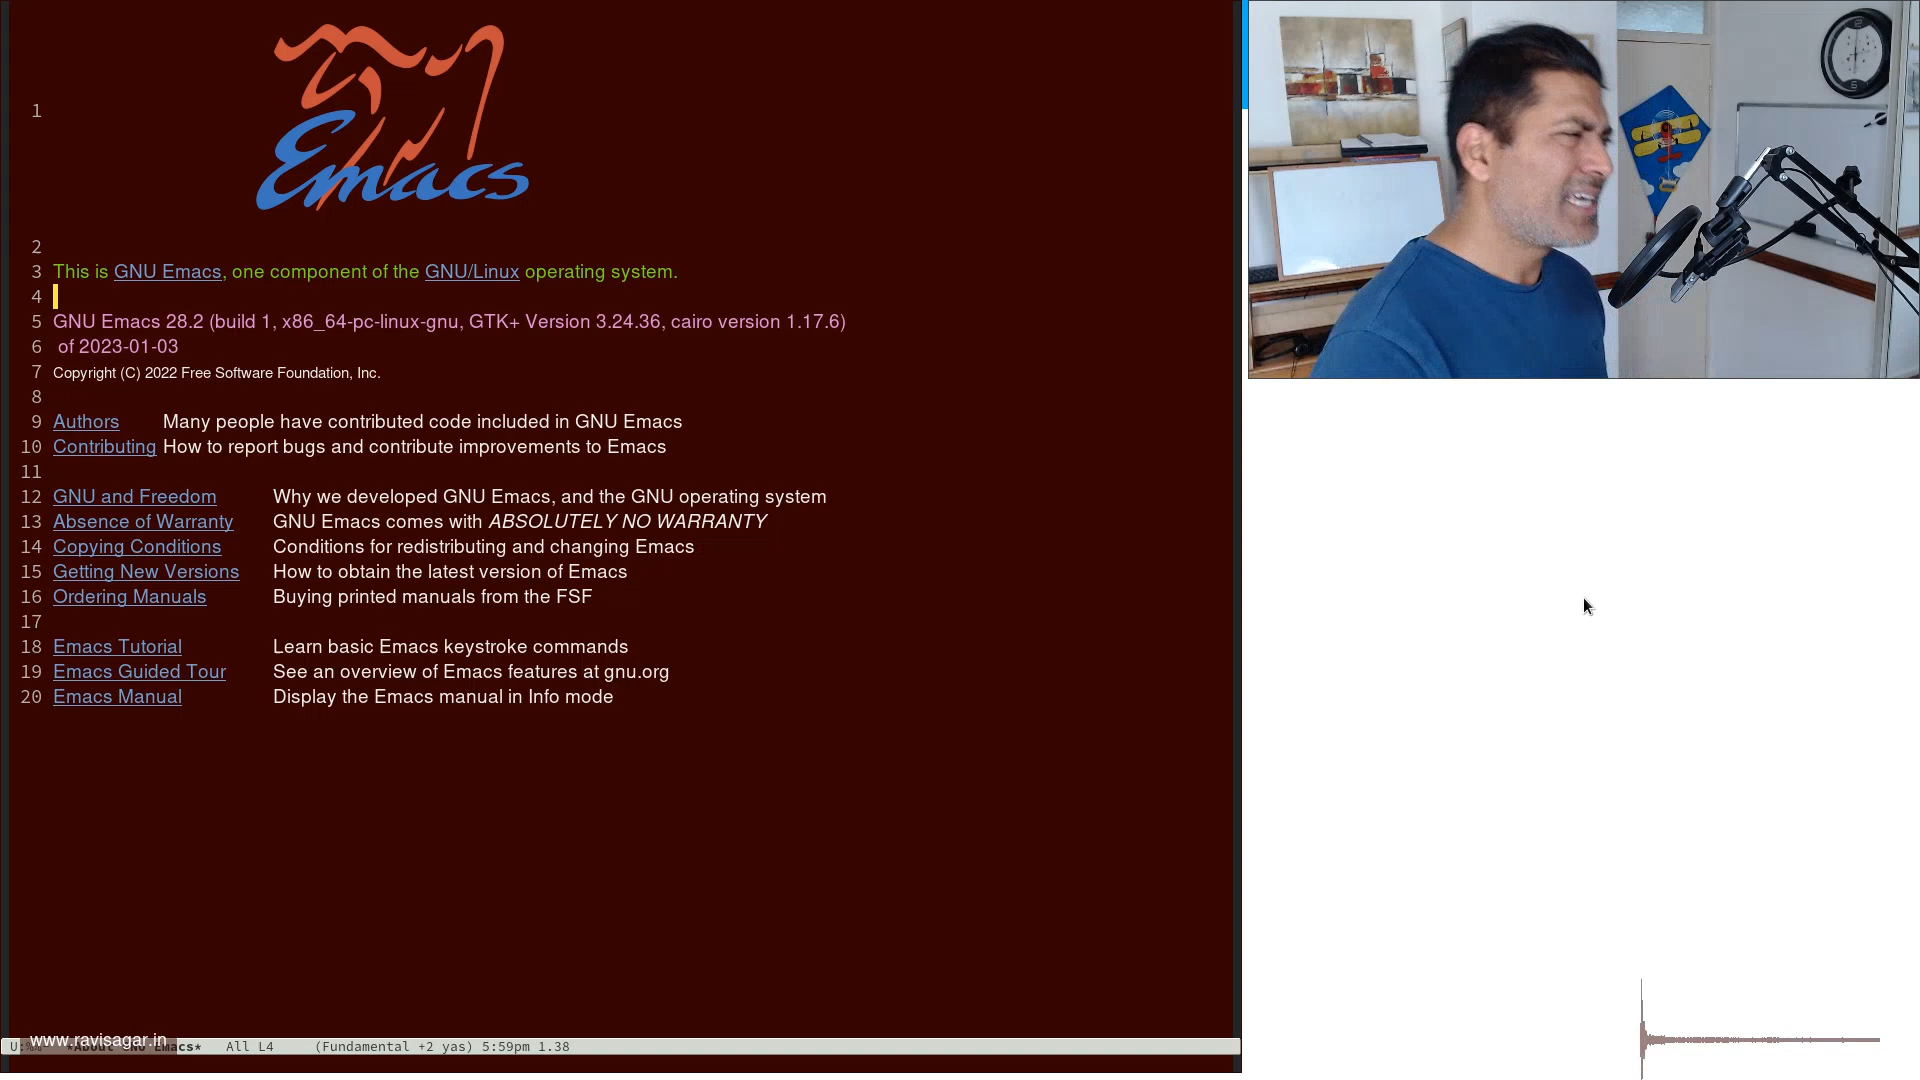 1
Emacs
2
3 This is GNU Emacs, one component of the GNU/Linux operating system.
4
5 GNU Emacs 28.2 (build 1, x86_64-pc-linux-gnu, GTK+ Version 3.24.36, cairo version 1.17.6)
6 of 2023-01-03
7 Copyright (C) 2022 Free Software Foundation, Inc.
8
9 Authors Many people have contributed code included in GNU Emacs
10 Contributing How to report bugs and contribute improvements to Emacs
11
12 GNU and Freedom Why we developed GNU Emacs, and the GNU operating system
13 Absence of Warranty GNU Emacs comes with ABSOLUTELY NO WARRANTY
14 Copying Conditions Conditions for redistributing and changing Emacs
15 Getting New Versions How to obtain the latest version of Emacs
16 Ordering Manuals Buying printed manuals from the FSF
17
18 Emacs Tutorial Learn basic Emacs keystroke commands
19 Emacs Guided Tour See an overview of Emacs features at gnu.org
20 Emacs Manual Display the Emacs manual in Info mode
www.ravisagar.in
*About GNU Emacs* All L4 (Fundamental +2 yas) 5:59pm 1.38